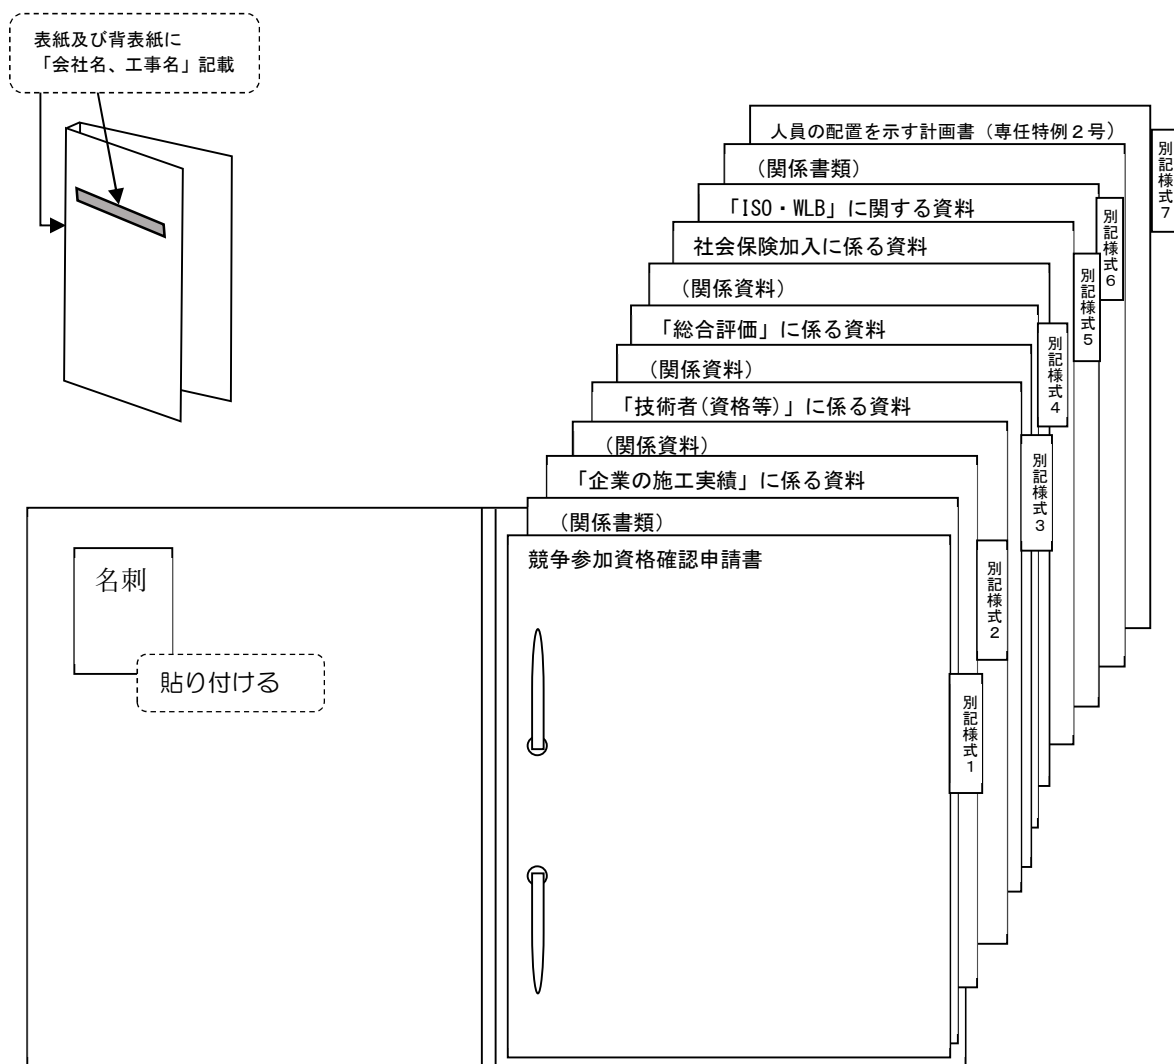 表紙及び背表紙に
「会社名、工事名」記載
人員の配置を示す計画書（専任特例２号）
（関係書類）
「ISO・WLB」に関する資料
社会保険加入に係る資料
（関係資料）
「総合評価」に係る資料
（関係資料）
「技術者(資格等)」に係る資料
（関係資料）
「企業の施工実績」に係る資料
（関係書類）
競争参加資格確認申請書
別記様式７
別記様式６
別記様式５
別記様式４
別記様式３
別記様式２
別記様式１
名刺
貼り付ける